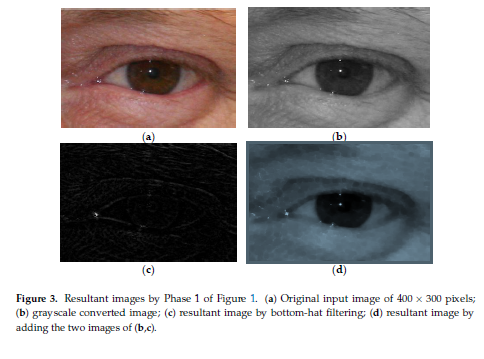 (a)
(b)
(c)
(d)
Figure 3. Resultant images by Phase 1 of Figure 1. (a) Original input image of 400 × 300 pixels;
(b) grayscale converted image; (c) resultant image by bottom-hat filtering; (d) resultant image by
adding the two images of (b,c).